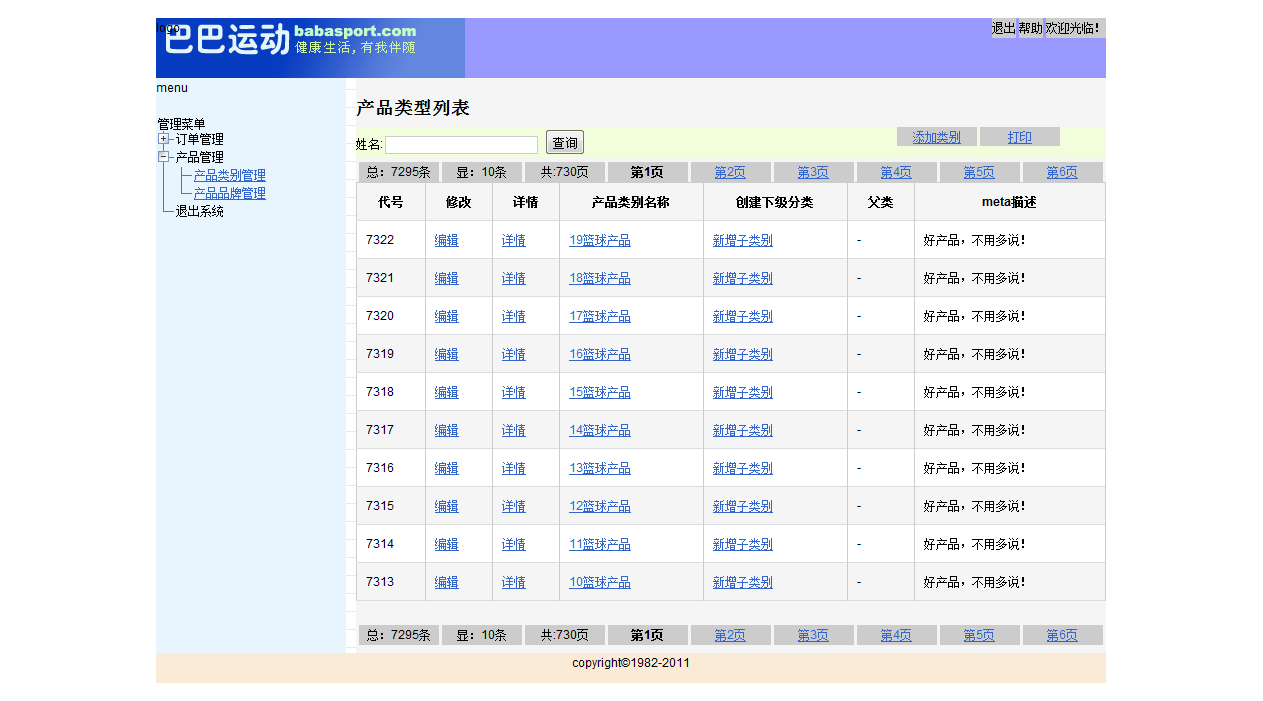 logo
巴巴运动 babasport.com
健康生活,有我伴随
退出 帮助 欢迎光临!
menu
管理菜单
订单管理
产品管理
产品类别管理
产品品牌管理
退出系统
产品类型列表
姓名: 查询 添加类别 打印
总：7295条 显：10条 共:730页 第1页 第2页 第3页 第4页 第5页 第6页
代号 修改 详情 产品类别名称 创建下级分类 父类 meta描述
7322 编辑 详情 19篮球产品 新增子类别 - 好产品，不用多说！
7321 编辑 详情 18篮球产品 新增子类别 - 好产品，不用多说！
7320 编辑 详情 17篮球产品 新增子类别 - 好产品，不用多说！
7319 编辑 详情 16篮球产品 新增子类别 - 好产品，不用多说！
7318 编辑 详情 15篮球产品 新增子类别 - 好产品，不用多说！
7317 编辑 详情 14篮球产品 新增子类别 - 好产品，不用多说！
7316 编辑 详情 13篮球产品 新增子类别 - 好产品，不用多说！
7315 编辑 详情 12篮球产品 新增子类别 - 好产品，不用多说！
7314 编辑 详情 11篮球产品 新增子类别 - 好产品，不用多说！
7313 编辑 详情 10篮球产品 新增子类别 - 好产品，不用多说！
总：7295条 显：10条 共:730页 第1页 第2页 第3页 第4页 第5页 第6页
copyright©1982-2011